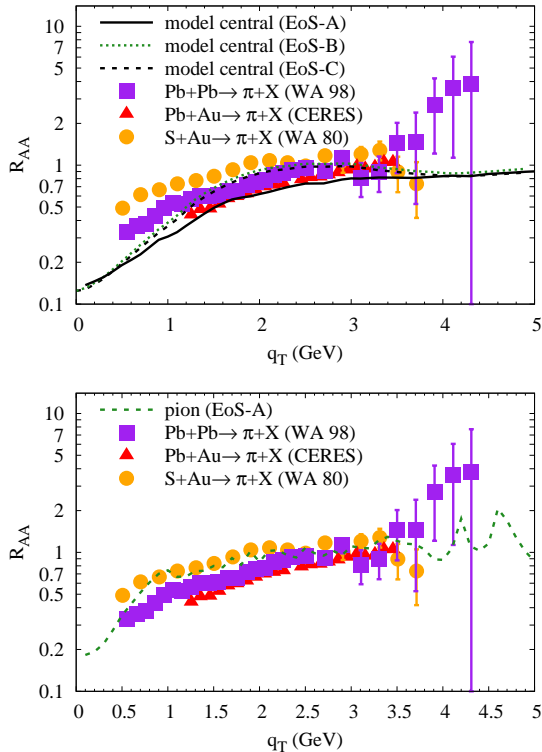 model central (EoS-A)
model central (EoS-B)
model central (EoS-C)
Pb+Pb→ π+X (WA 98)
Pb+Au→ π+X (CERES)
S+Au→ π+X (WA 80)
10
7
5
2
1
0.7
0.5
0.2
0.1
R_AA
0 1 2 3 4 5
q_T (GeV)
pion (EoS-A)
Pb+Pb→ π+X (WA 98)
Pb+Au→ π+X (CERES)
S+Au→ π+X (WA 80)
10
7
5
2
1
0.7
0.5
0.2
0.1
R_AA
0 0.5 1 1.5 2 2.5 3 3.5 4 4.5 5
q_T (GeV)